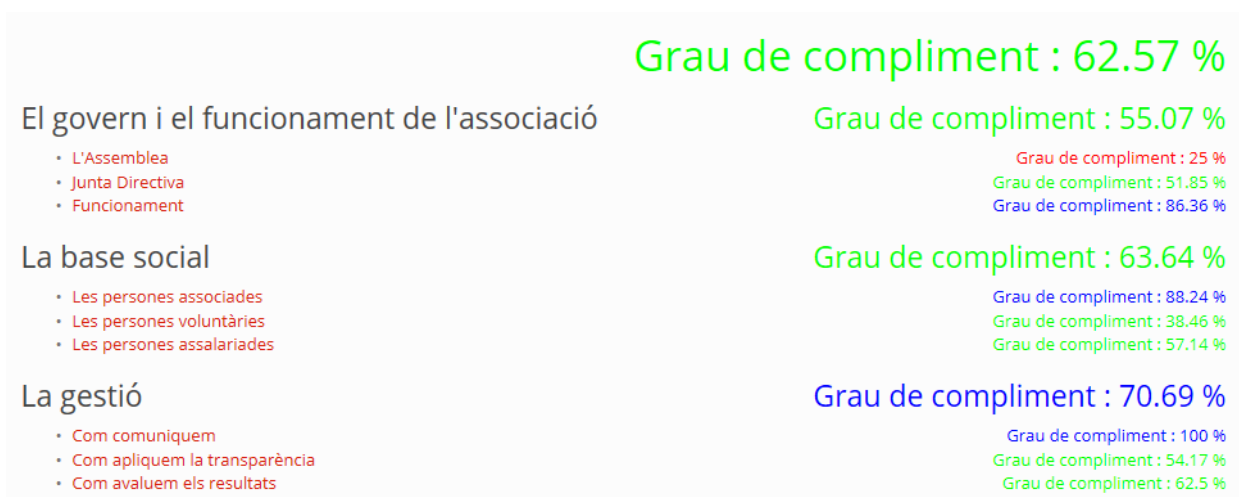 Grau de compliment : 62.57 %
El govern i el funcionament de l'associació Grau de compliment : 55.07 %
• L'Assemblea Grau de compliment : 25 %
• Junta Directiva Grau de compliment : 51.85 %
• Funcionament Grau de compliment : 86.36 %
La base social Grau de compliment : 63.64 %
• Les persones associades Grau de compliment : 88.24 %
• Les persones voluntàries Grau de compliment : 38.46 %
• Les persones assalariades Grau de compliment : 57.14 %
La gestió Grau de compliment : 70.69 %
• Com comuniquem Grau de compliment : 100 %
• Com apliquem la transparència Grau de compliment : 54.17 %
• Com avaluem els resultats Grau de compliment : 62.5 %